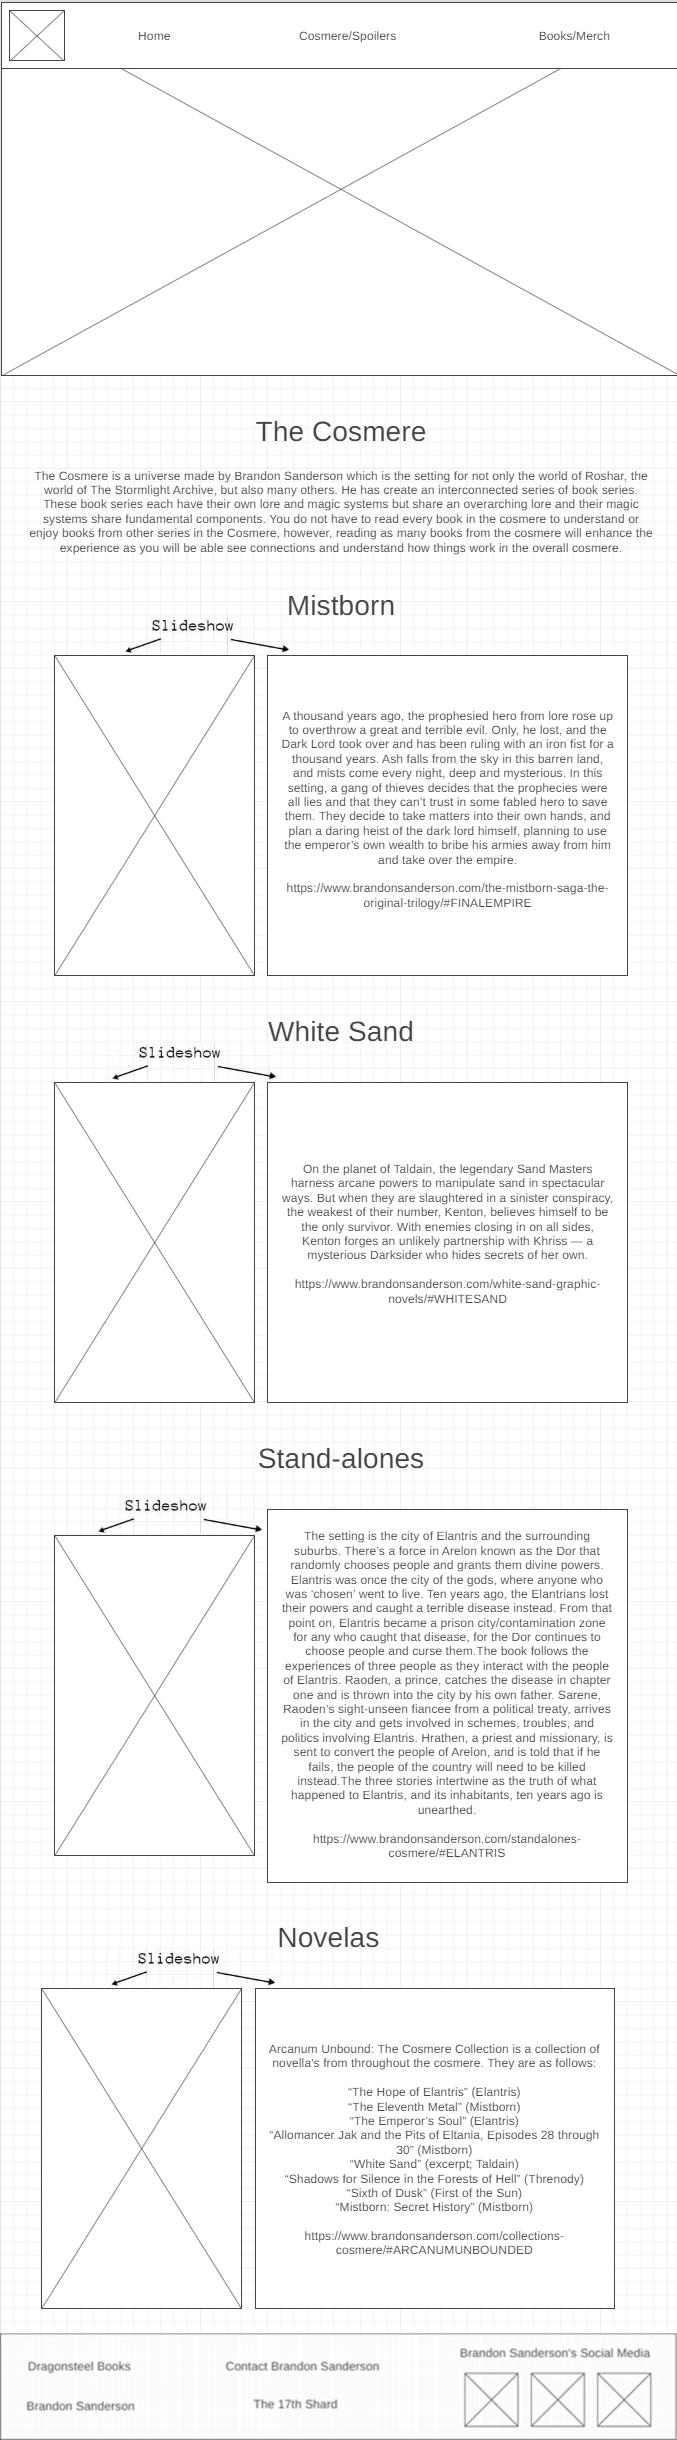 Home Cosmere/Spoilers Books/Merch
The Cosmere
The Cosmere is a universe made by Brandon Sanderson which is the setting for not only the world of Roshar, the
world of The Stormlight Archive, but also many others. He has create an interconnected series of book series.
These book series each have their own lore and magic systems but share an overarching lore and their magic
systems share fundamental components. You do not have to read every book in the cosmere to understand or
enjoy books from other series in the Cosmere, however, reading as many books from the cosmere will enhance the
experience as you will be able see connections and understand how things work in the overall cosmere.
Mistborn
Slideshow
A thousand years ago, the prophesied hero from lore rose up
to overthrow a great and terrible evil. Only, he lost, and the
Dark Lord took over and has been ruling with an iron fist for a
thousand years. Ash falls from the sky in this barren land,
and mists come every night, deep and mysterious. In this
setting, a gang of thieves decides that the prophecies were
all lies and that they can’t trust in some fabled hero to save
them. They decide to take matters into their own hands, and
plan a daring heist of the dark lord himself, planning to use
the emperor’s own wealth to bribe his armies away from him
and take over the empire.
https://www.brandonsanderson.com/the-mistborn-saga-the-
original-trilogy/#FINALEMPIRE
White Sand
Slideshow
On the planet of Taldain, the legendary Sand Masters
harness arcane powers to manipulate sand in spectacular
ways. But when they are slaughtered in a sinister conspiracy,
the weakest of their number, Kenton, believes himself to be
the only survivor. With enemies closing in on all sides,
Kenton forges an unlikely partnership with Khriss — a
mysterious Darksider who hides secrets of her own.
https://www.brandonsanderson.com/white-sand-graphic-
novels/#WHITESAND
Stand-alones
Slideshow
The setting is the city of Elantris and the surrounding
suburbs. There’s a force in Arelon known as the Dor that
randomly chooses people and grants them divine powers.
Elantris was once the city of the gods, where anyone who
was ‘chosen’ went to live. Ten years ago, the Elantrians lost
their powers and caught a terrible disease instead. From that
point on, Elantris became a prison city/contamination zone
for any who caught that disease, for the Dor continues to
choose people and curse them.The book follows the
experiences of three people as they interact with the people
of Elantris. Raoden, a prince, catches the disease in chapter
one and is thrown into the city by his own father. Sarene,
Raoden’s sight-unseen fiancee from a political treaty, arrives
in the city and gets involved in schemes, troubles, and
politics involving Elantris. Hrathen, a priest and missionary, is
sent to convert the people of Arelon, and is told that if he
fails, the people of the country will need to be killed
instead.The three stories intertwine as the truth of what
happened to Elantris, and its inhabitants, ten years ago is
unearthed.
https://www.brandonsanderson.com/standalones-
cosmere/#ELANTRIS
Novelas
Slideshow
Arcanum Unbound: The Cosmere Collection is a collection of
novella's from throughout the cosmere. They are as follows:
“The Hope of Elantris” (Elantris)
“The Eleventh Metal” (Mistborn)
“The Emperor’s Soul” (Elantris)
“Allomancer Jak and the Pits of Eltania, Episodes 28 through
30” (Mistborn)
“White Sand” (excerpt; Taldain)
“Shadows for Silence in the Forests of Hell” (Threnody)
“Sixth of Dusk” (First of the Sun)
“Mistborn: Secret History” (Mistborn)
https://www.brandonsanderson.com/collections-
cosmere/#ARCANUMUNBOUNDED
Brandon Sanderson's Social Media
Dragonsteel Books Contact Brandon Sanderson
Brandon Sanderson The 17th Shard